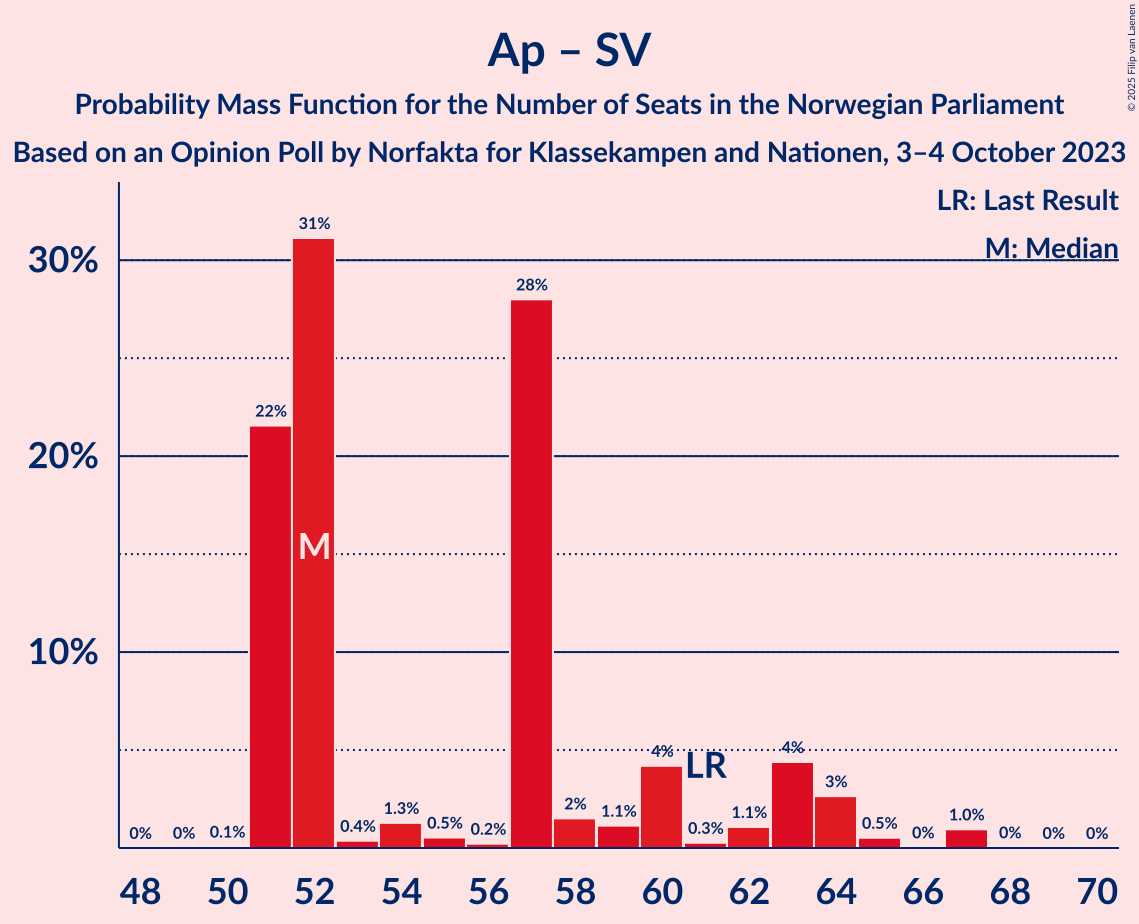 Ap – SV
Probability Mass Function for the Number of Seats in the Norwegian Parliament
Based on an Opinion Poll by Norfakta for Klassekampen and Nationen, 3–4 October 2023
© 2025 Filip van Laenen
LR: Last Result
M: Median
30%
20%
10%
0% 0% 0.1% 22% 31% 0.4% 1.3% 0.5% 0.2% 28% 2% 1.1% 4% 0.3% 1.1% 4% 3% 0.5% 0% 1.0% 0% 0% 0%
M
LR
48 50 52 54 56 58 60 62 64 66 68 70